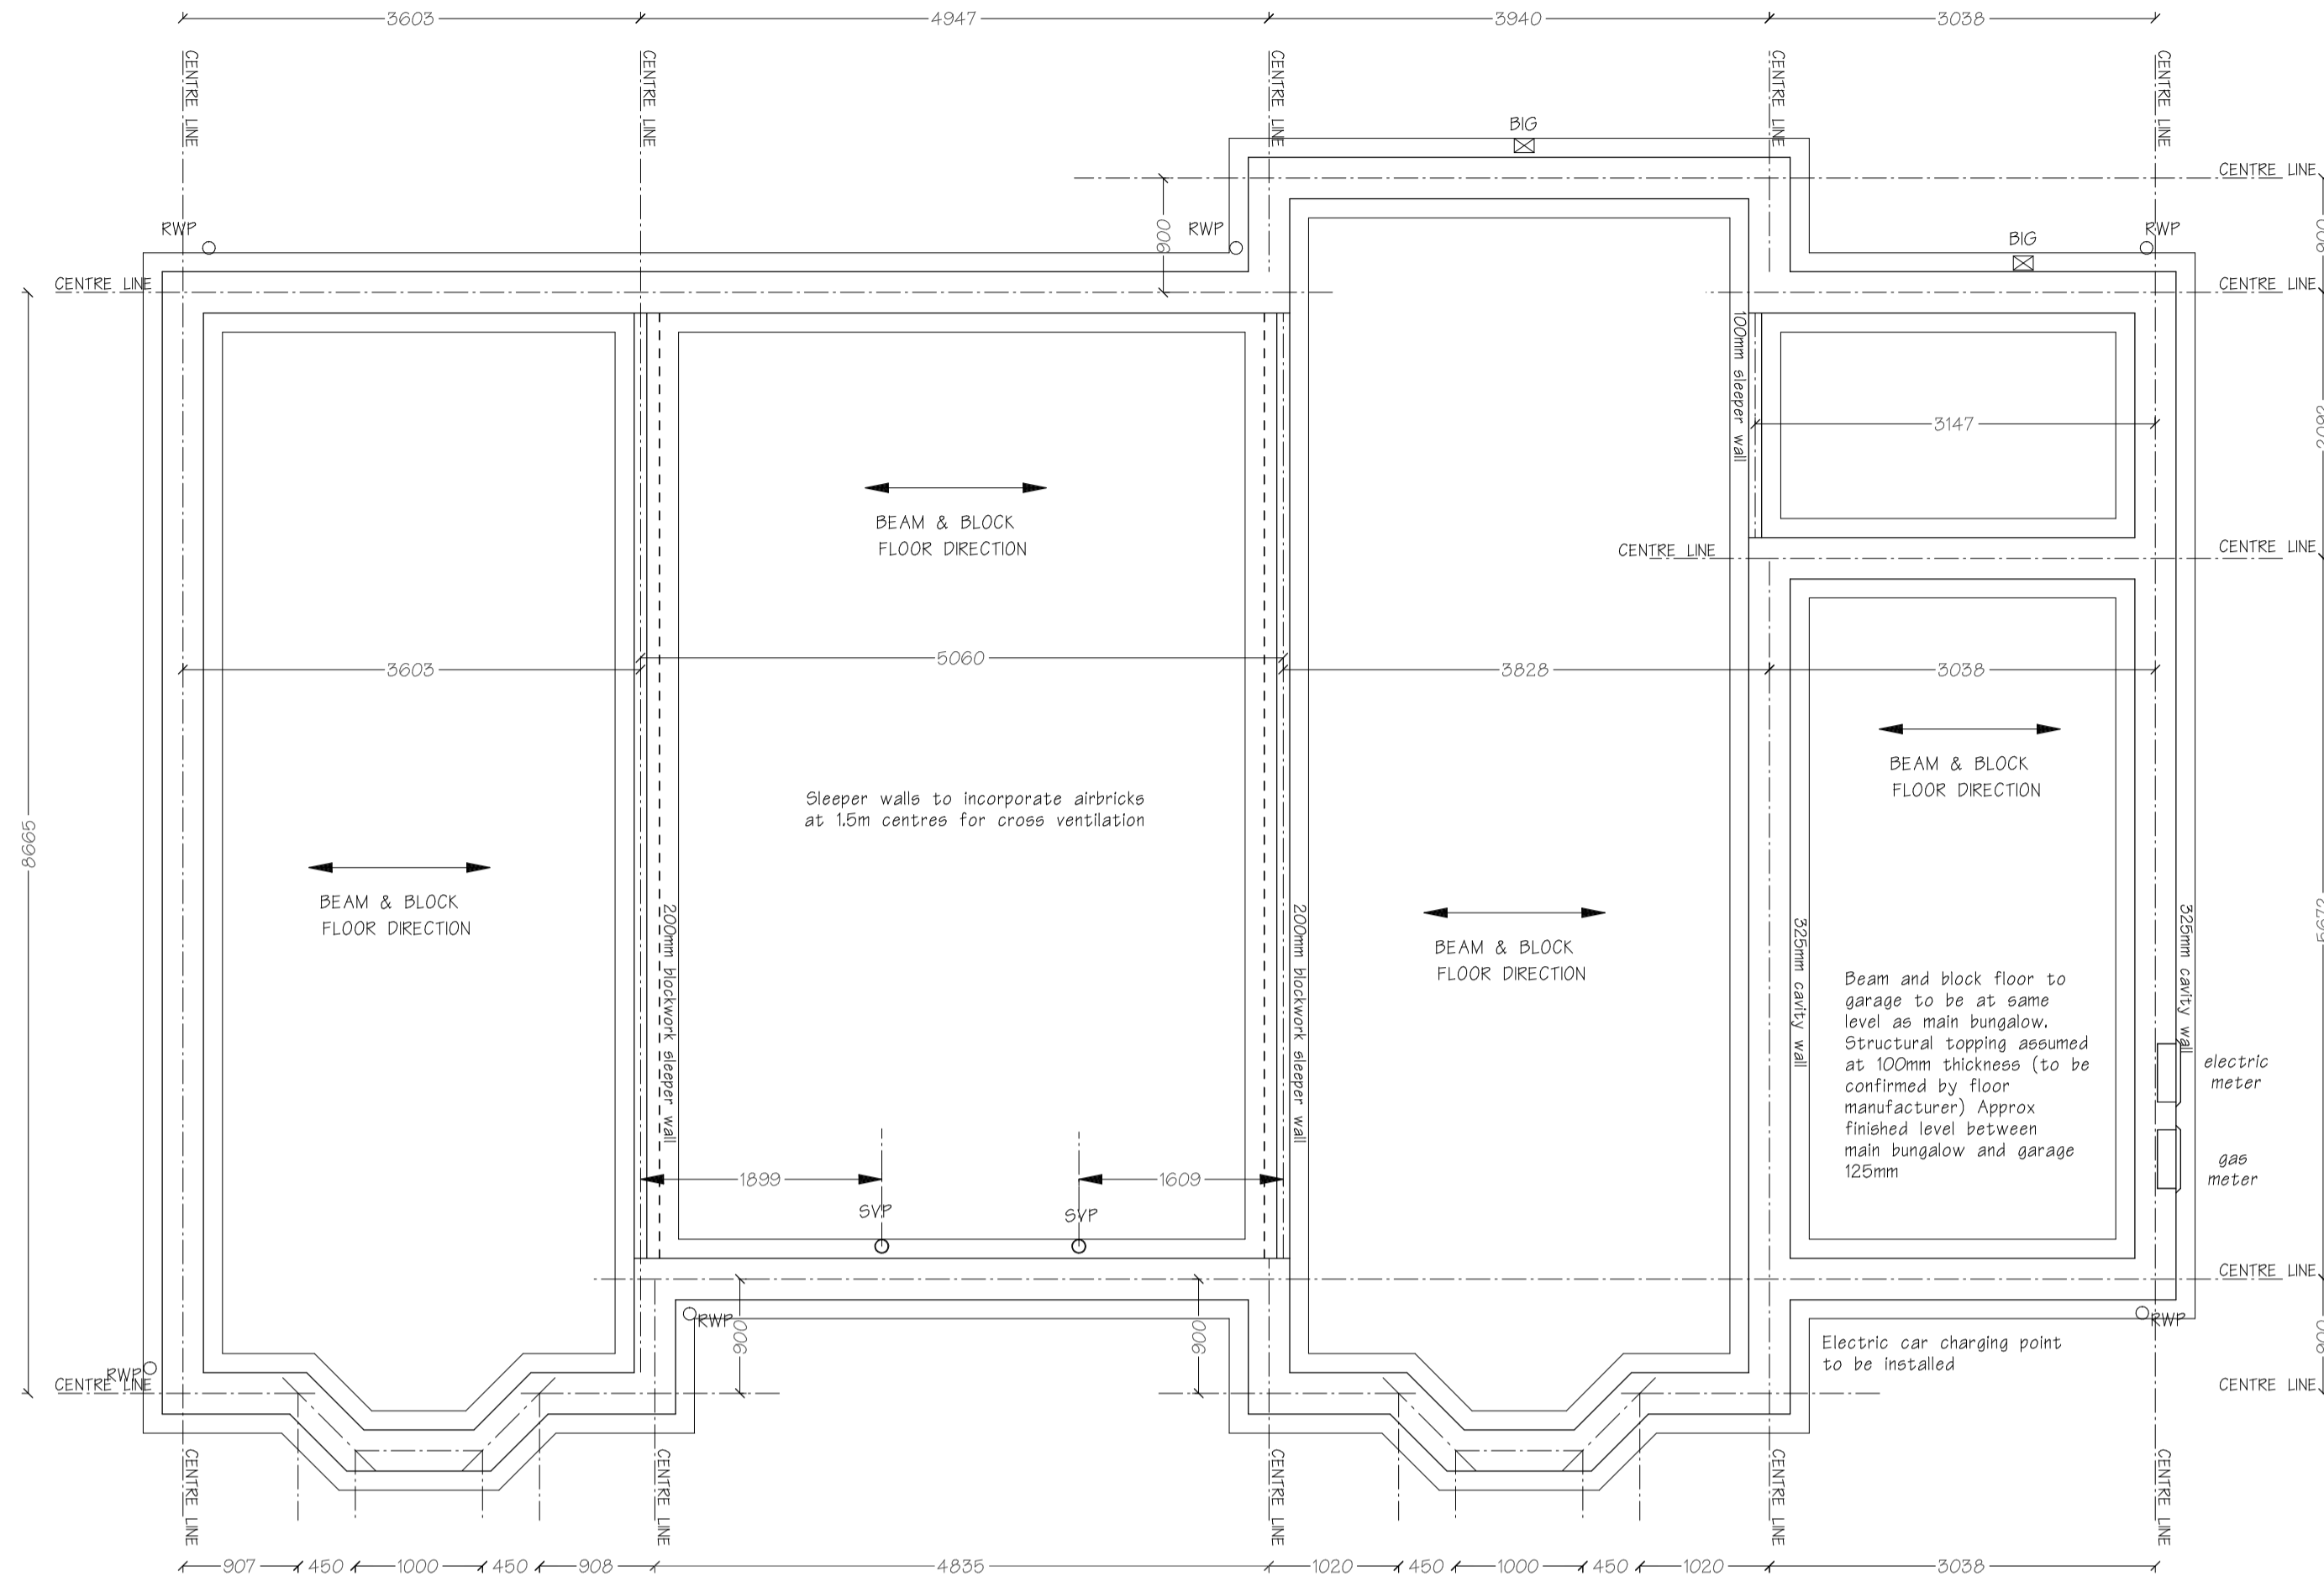 3603
4947
3940
3038
CENTRE LINE
CENTRE LINE
CENTRE LINE
CENTRE LINE
CENTRE LINE
BIG
CENTRE LINE
RWP
RWP
900
BIG
RWP
900
CENTRE LINE
CENTRE LINE
100mm sleeper wall
3147
2092
BEAM & BLOCK
FLOOR DIRECTION
CENTRE LINE
CENTRE LINE
3603
5060
3828
3038
BEAM & BLOCK
FLOOR DIRECTION
Sleeper walls to incorporate airbricks
at 1.5m centres for cross ventilation
8665
BEAM & BLOCK
FLOOR DIRECTION
200mm blockwork sleeper wall
200mm blockwork sleeper wall
BEAM & BLOCK
FLOOR DIRECTION
325mm cavity wall
325mm cavity wall
5672
Beam and block floor to
garage to be at same
level as main bungalow.
Structural topping assumed
at 100mm thickness (to be
confirmed by floor
manufacturer) Approx
finished level between
main bungalow and garage
125mm
electric
meter
gas
meter
1899
1609
SVP
SVP
CENTRE LINE
RWP
900
900
RWP
900
Electric car charging point
to be installed
RWP
CENTRE LINE
CENTRE LINE
CENTRE LINE
CENTRE LINE
CENTRE LINE
CENTRE LINE
CENTRE LINE
907
450
1000
450
908
4835
1020
450
1000
450
1020
3038